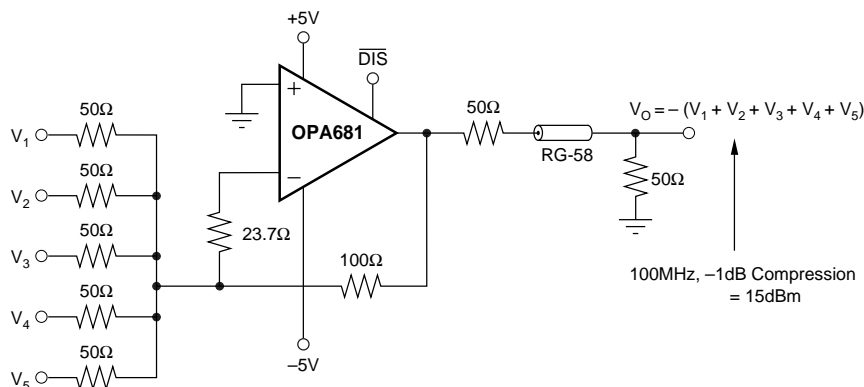 +5V
DIS
50Ω
V1
50Ω
V2
50Ω
V3
50Ω
V4
50Ω
V5
+
OPA681
−
23.7Ω
100Ω
−5V
50Ω
RG-58
50Ω
VO = – (V1 + V2 + V3 + V4 + V5)
100MHz, –1dB Compression
= 15dBm